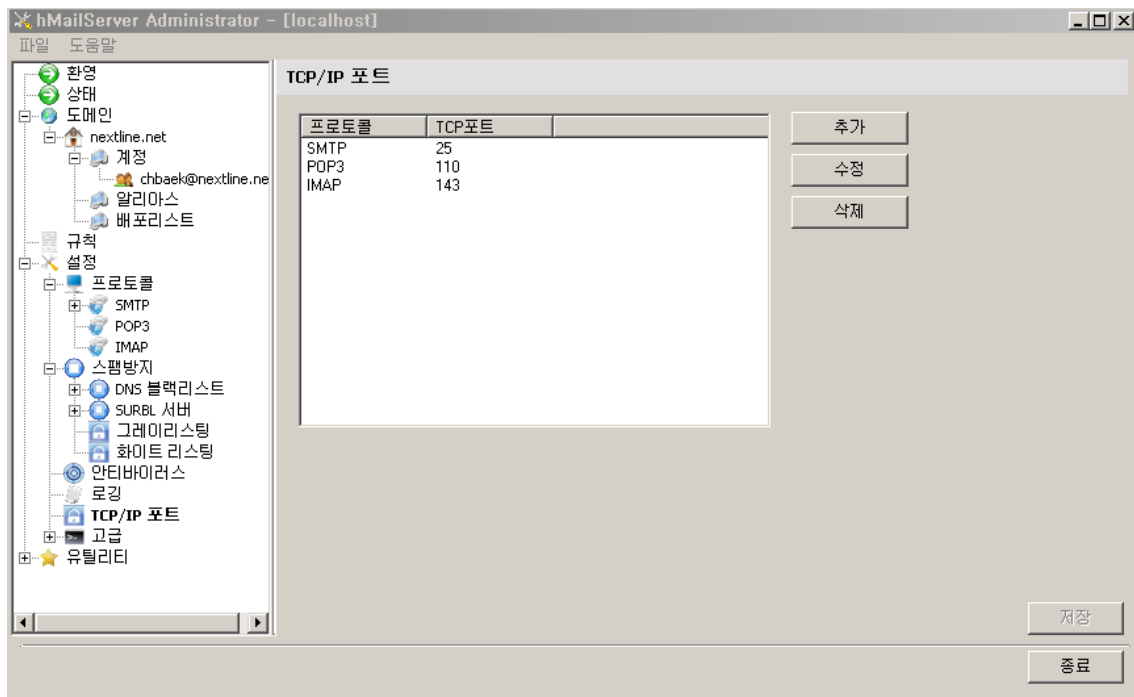 hMailServer Administrator - [localhost]
파일 도움말
환영
상태
도메인
nextline.net
계정
chbaek@nextline.ne
알리아스
배포리스트
규칙
설정
프로토콜
SMTP
POP3
IMAP
스팸방지
DNS 블랙리스트
SURBL 서버
그레이리스팅
화이트 리스팅
안티바이러스
로깅
TCP/IP 포트
고급
유틸리티
TCP/IP 포트
프로토콜 TCP포트
SMTP 25
POP3 110
IMAP 143
추가
수정
삭제
저장
종료